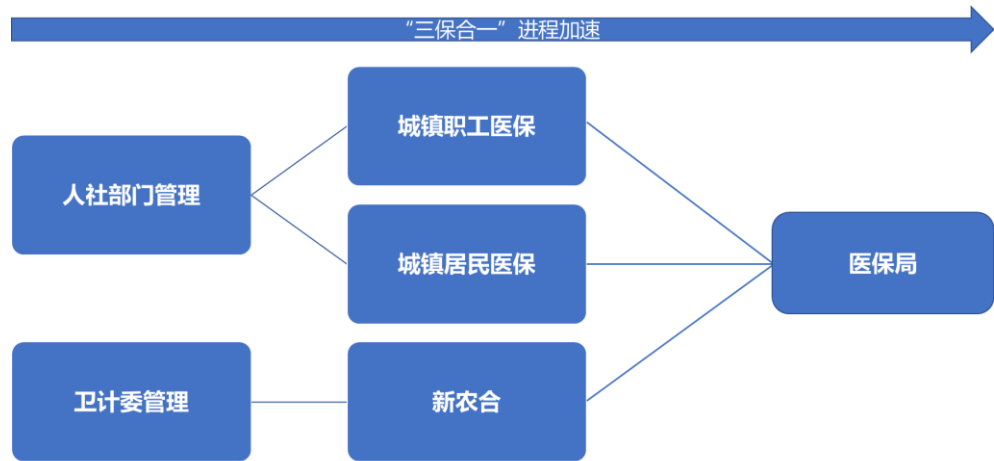 “三保合一”进程加速
城镇职工医保
人社部门管理
城镇居民医保
医保局
卫计委管理
新农合